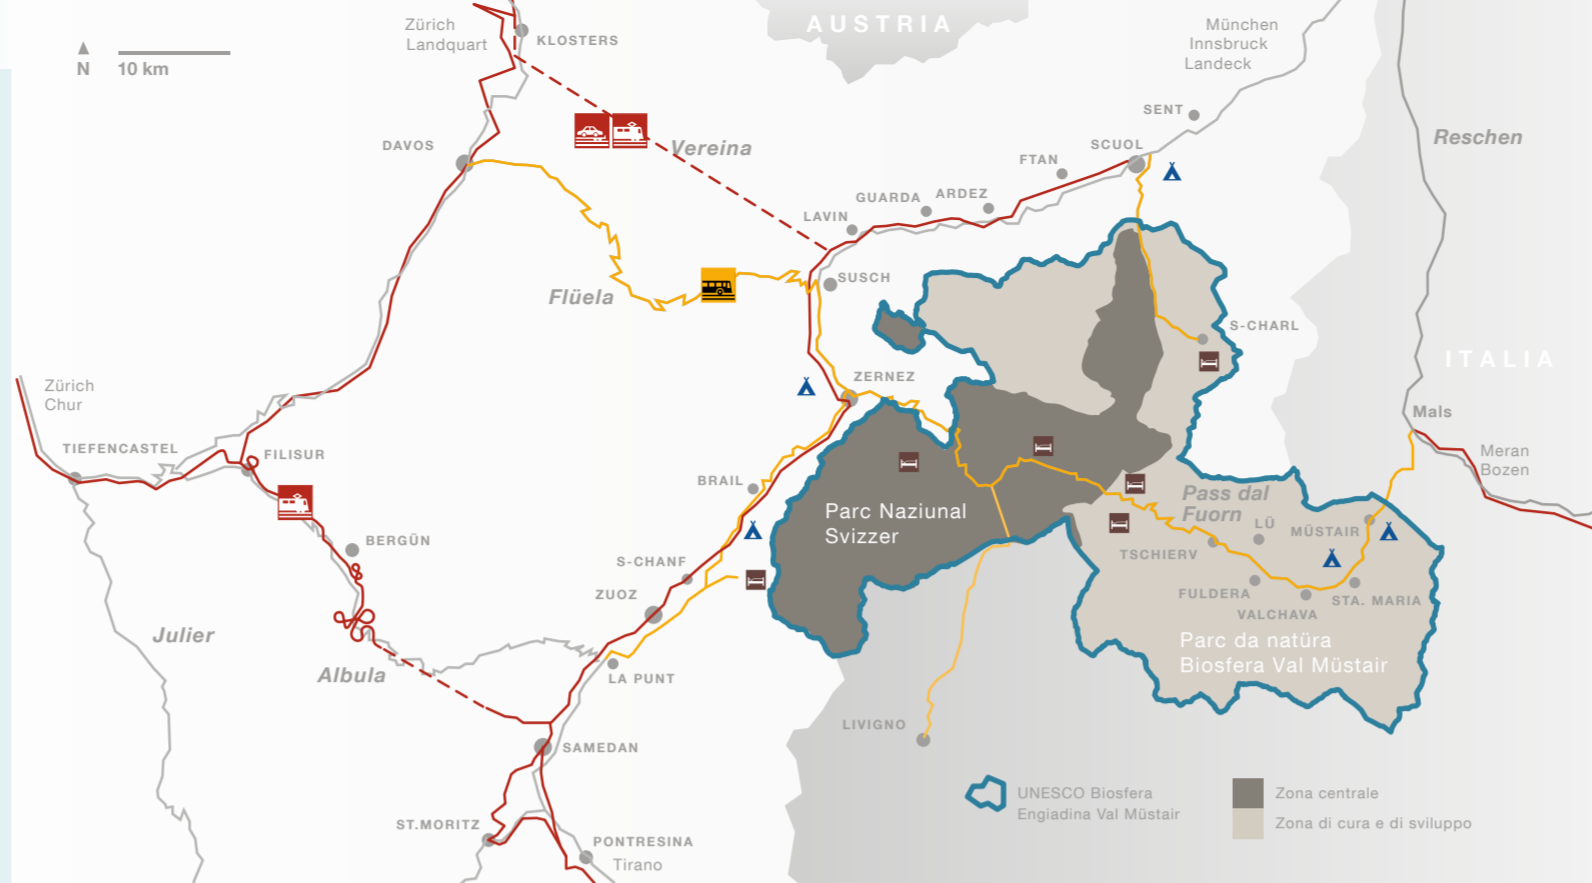 AUSTRIA
Zürich
Landquart
KLOSTERS
München
Innsbruck
Landeck
N
10 km
SENT
Reschen
DAVOS
Vereina
SCUOL
FTAN
GUARDA
ARDEZ
LAVIN
SUSCH
Flüela
S-CHARL
ITALIA
Zürich
Chur
ZERNEZ
Mals
TIEFENCASTEL
FILISUR
Meran
Bozen
BRAIL
Parc Naziunal
Svizzer
Pass dal
Fuorn
LÜ
MÜSTAIR
BERGÜN
TSCHIERV
S-CHANF
ZUOZ
FULDERA
VALCHAVA
STA. MARIA
Julier
Parc da natüra
Biosfera Val Müstair
Albula
LA PUNT
LIVIGNO
SAMEDAN
UNESCO Biosfera
Engiadina Val Müstair
Zona centrale
Zona di cura e di sviluppo
ST.MORITZ
PONTRESINA
Tirano